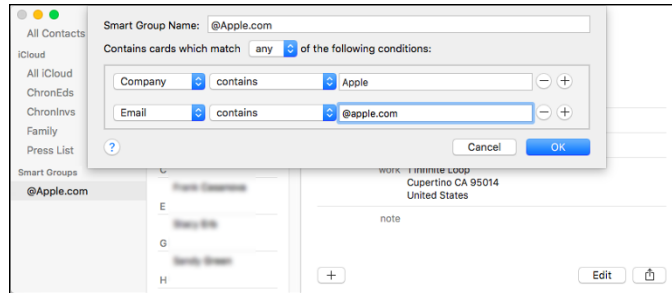 Smart Group Name: @Apple.com
All Contacts
Contains cards which match any of the following conditions:
iCloud
All iCloud
Company contains Apple
ChronEds
ChronInvs
Email contains @apple.com
Family
Press List
? Cancel OK
Smart Groups
C
work 1 Infinite Loop
@Apple.com
Cupertino CA 95014
United States
E
note
G
H
+ Edit